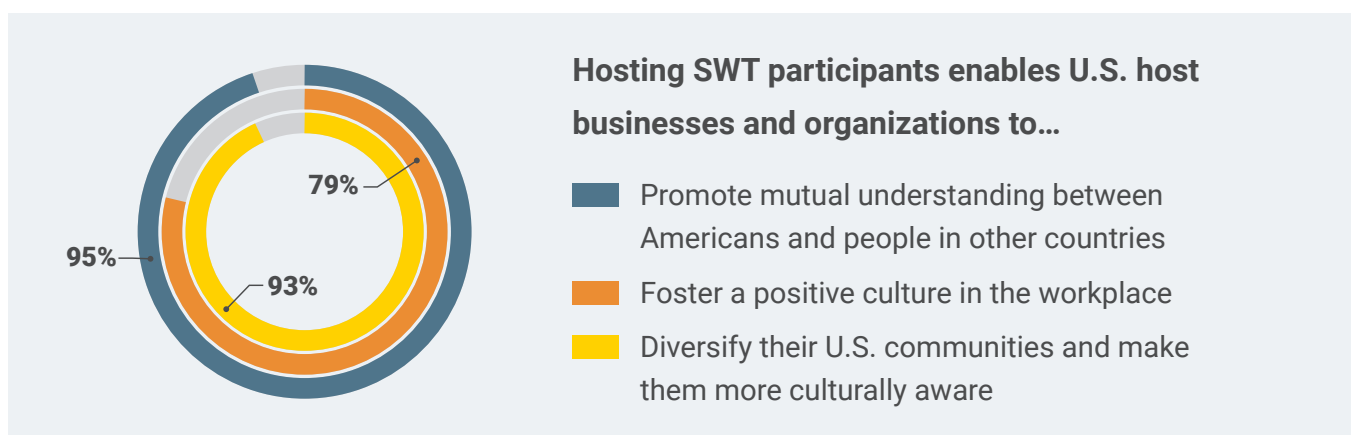 Hosting SWT participants enables U.S. host
businesses and organizations to…
79%
95%
93%
Promote mutual understanding between
Americans and people in other countries
Foster a positive culture in the workplace
Diversify their U.S. communities and make
them more culturally aware